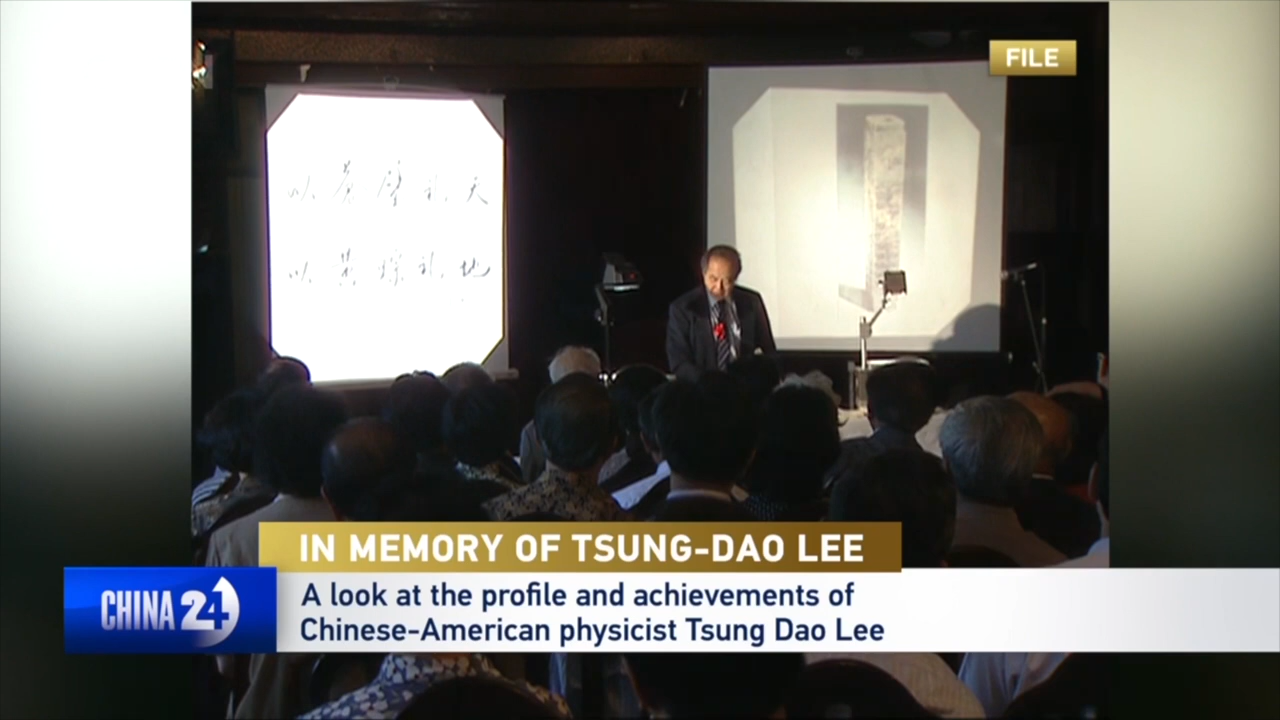 FILE
以苍璧礼天
以黄琮礼地
IN MEMORY OF TSUNG-DAO LEE
CHINA 24
A look at the profile and achievements of
Chinese-American physicist Tsung Dao Lee